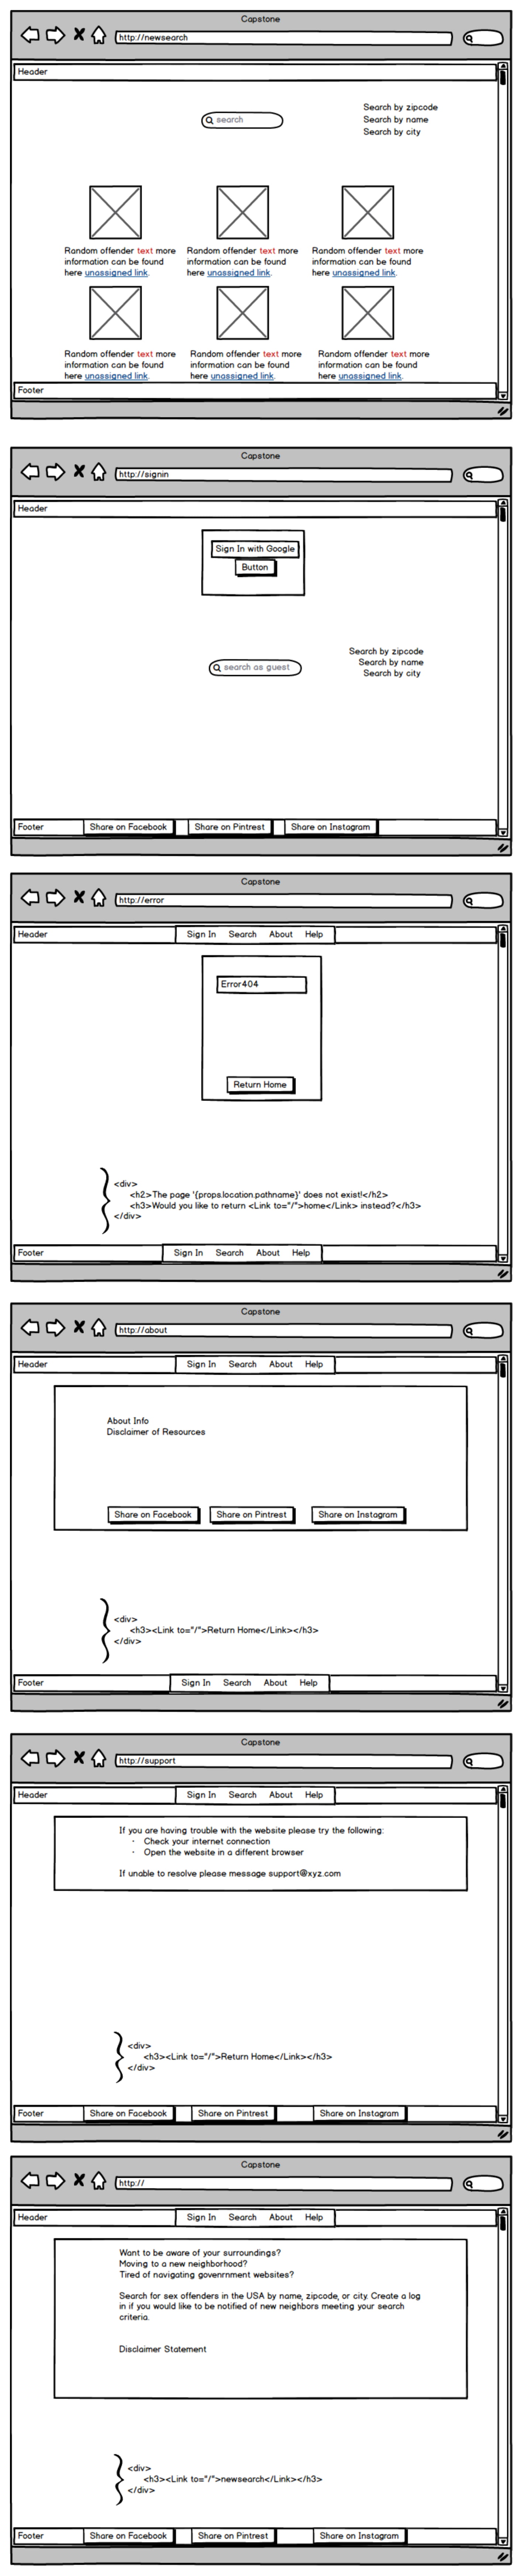 Capstone
http://newsearch
Header
Search by zipcode
search
Search by name
Search by city
Random offender text more
information can be found
here unassigned link.
Random offender text more
information can be found
here unassigned link.
Random offender text more
information can be found
here unassigned link.
Random offender text more
information can be found
here unassigned link.
Random offender text more
information can be found
here unassigned link.
Random offender text more
information can be found
here unassigned link.
Footer
Capstone
http://signin
Header
Sign In with Google
Button
Search by zipcode
search as guest
Search by name
Search by city
Footer Share on Facebook Share on Pintrest Share on Instagram
Capstone
http://error
Header Sign In Search About Help
Error404
Return Home
<div>
<h2>The page '{props.location.pathname}' does not exist!</h2>
<h3>Would you like to return <Link to="/">home</Link> instead?</h3>
</div>
Footer Sign In Search About Help
Capstone
http://about
Header Sign In Search About Help
About Info
Disclaimer of Resources
Share on Facebook Share on Pintrest Share on Instagram
<div>
<h3><Link to="/">Return Home</Link></h3>
</div>
Footer Sign In Search About Help
Capstone
http://support
Header Sign In Search About Help
If you are having trouble with the website please try the following:
· Check your internet connection
· Open the website in a different browser
If unable to resolve please message support@xyz.com
<div>
<h3><Link to="/">Return Home</Link></h3>
</div>
Footer Share on Facebook Share on Pintrest Share on Instagram
Capstone
http://
Header Sign In Search About Help
Want to be aware of your surroundings?
Moving to a new neighborhood?
Tired of navigating govenrnment websites?
Search for sex offenders in the USA by name, zipcode, or city. Create a log
in if you would like to be notified of new neighbors meeting your search
criteria.
Disclaimer Statement
<div>
<h3><Link to="/">newsearch</Link></h3>
</div>
Footer Share on Facebook Share on Pintrest Share on Instagram